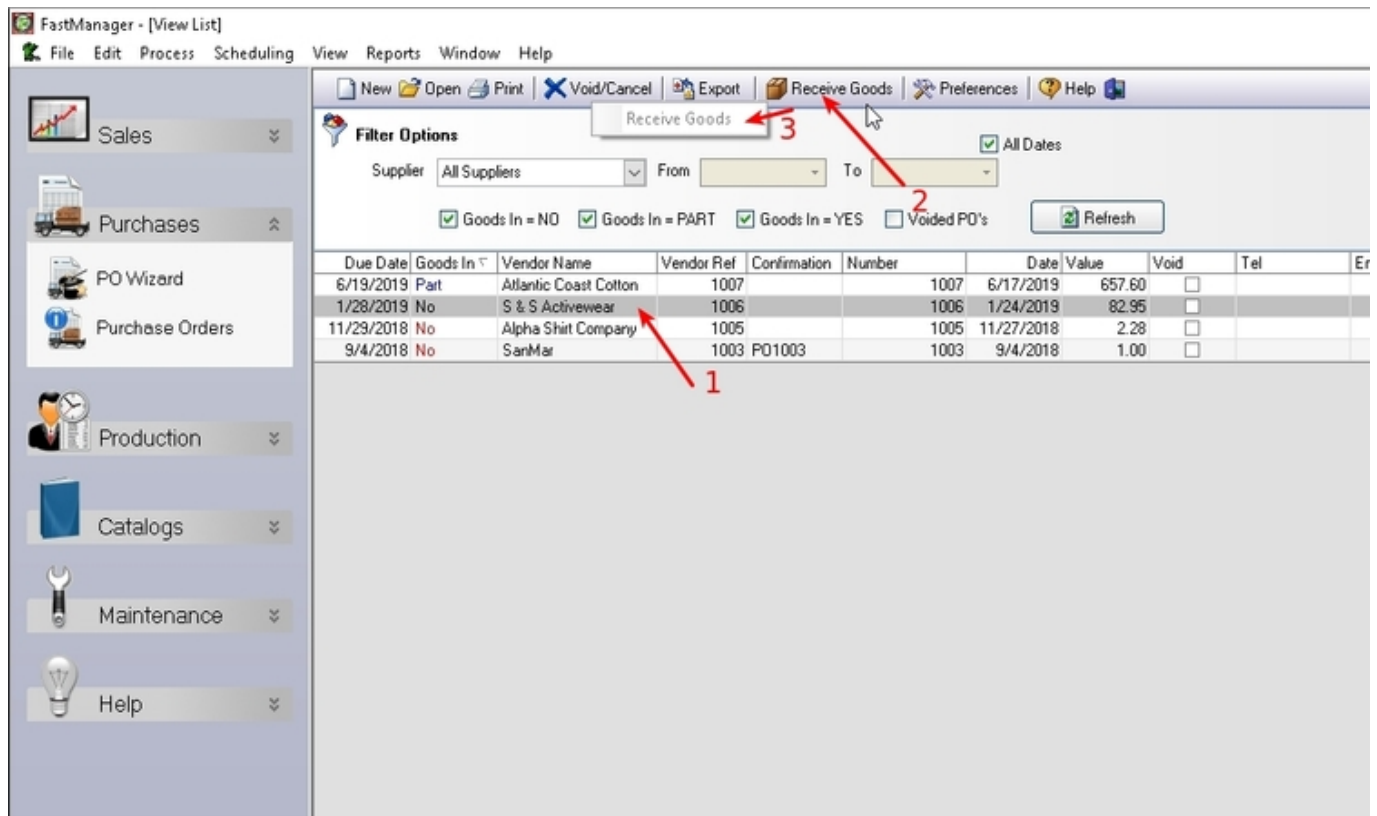 FastManager - [View List]
File Edit Process Scheduling View Reports Window Help
New Open Print Void/Cancel Export Receive Goods Preferences Help
Receive Goods 3
Sales
Filter Options
All Dates
Supplier All Suppliers From To
2
Purchases
Goods In = NO Goods In = PART Goods In = YES Voided PO's Refresh
Due Date Goods In Vendor Name Vendor Ref Confirmation Number Date Value Void Tel Er
6/19/2019 Part Atlantic Coast Cotton 1007 1007 6/17/2019 657.60
1/28/2019 No S & S Activewear 1006 1006 1/24/2019 82.95
11/29/2018 No Alpha Shirt Company 1005 1005 11/27/2018 2.28
9/4/2018 No SanMar 1003 PO1003 1003 9/4/2018 1.00
1
PO Wizard
Purchase Orders
Production
Catalogs
Maintenance
Help